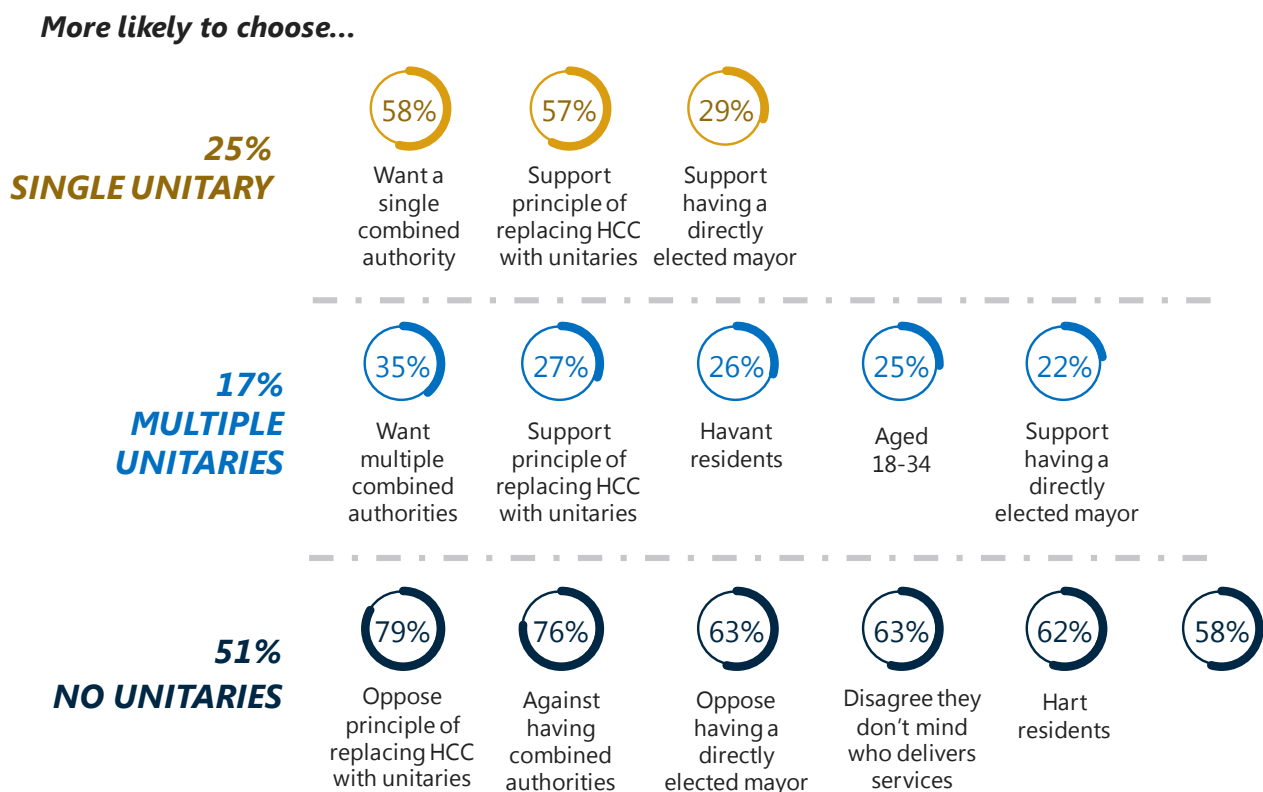 More likely to choose...
58%
57%
29%
25%
SINGLE UNITARY
Want a
single
combined
authority
Support
principle of
replacing HCC
with unitaries
Support
having a
directly
elected mayor
35%
27%
26%
25%
22%
17%
MULTIPLE
UNITARIES
Want
multiple
combined
authorities
Support
principle of
replacing HCC
with unitaries
Havant
residents
Aged
18-34
Support
having a
directly
elected mayor
79%
76%
63%
63%
62%
58%
51%
NO UNITARIES
Oppose
principle of
replacing HCC
with unitaries
Against
having
combined
authorities
Oppose
having a
directly
elected mayor
Disagree they
don't mind
who delivers
services
Hart
residents